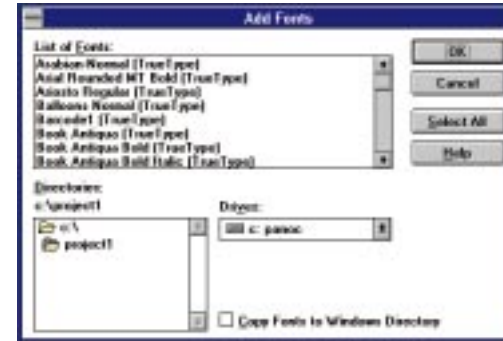 Add Fonts
List of Fonts:
Arabian Normal (TrueType)
Arial Rounded MT Bold (TrueType)
Ariosto Regular (TrueType)
Balloons Normal (TrueType)
Barcode1 (TrueType)
Book Antiqua (TrueType)
Book Antiqua Bold (TrueType)
Book Antiqua Bold Italic (TrueType)
OK
Cancel
Select All
Help
Directories:
c:\project1
c:\
project1
Drives:
c: panoc
Copy Fonts to Windows Directory